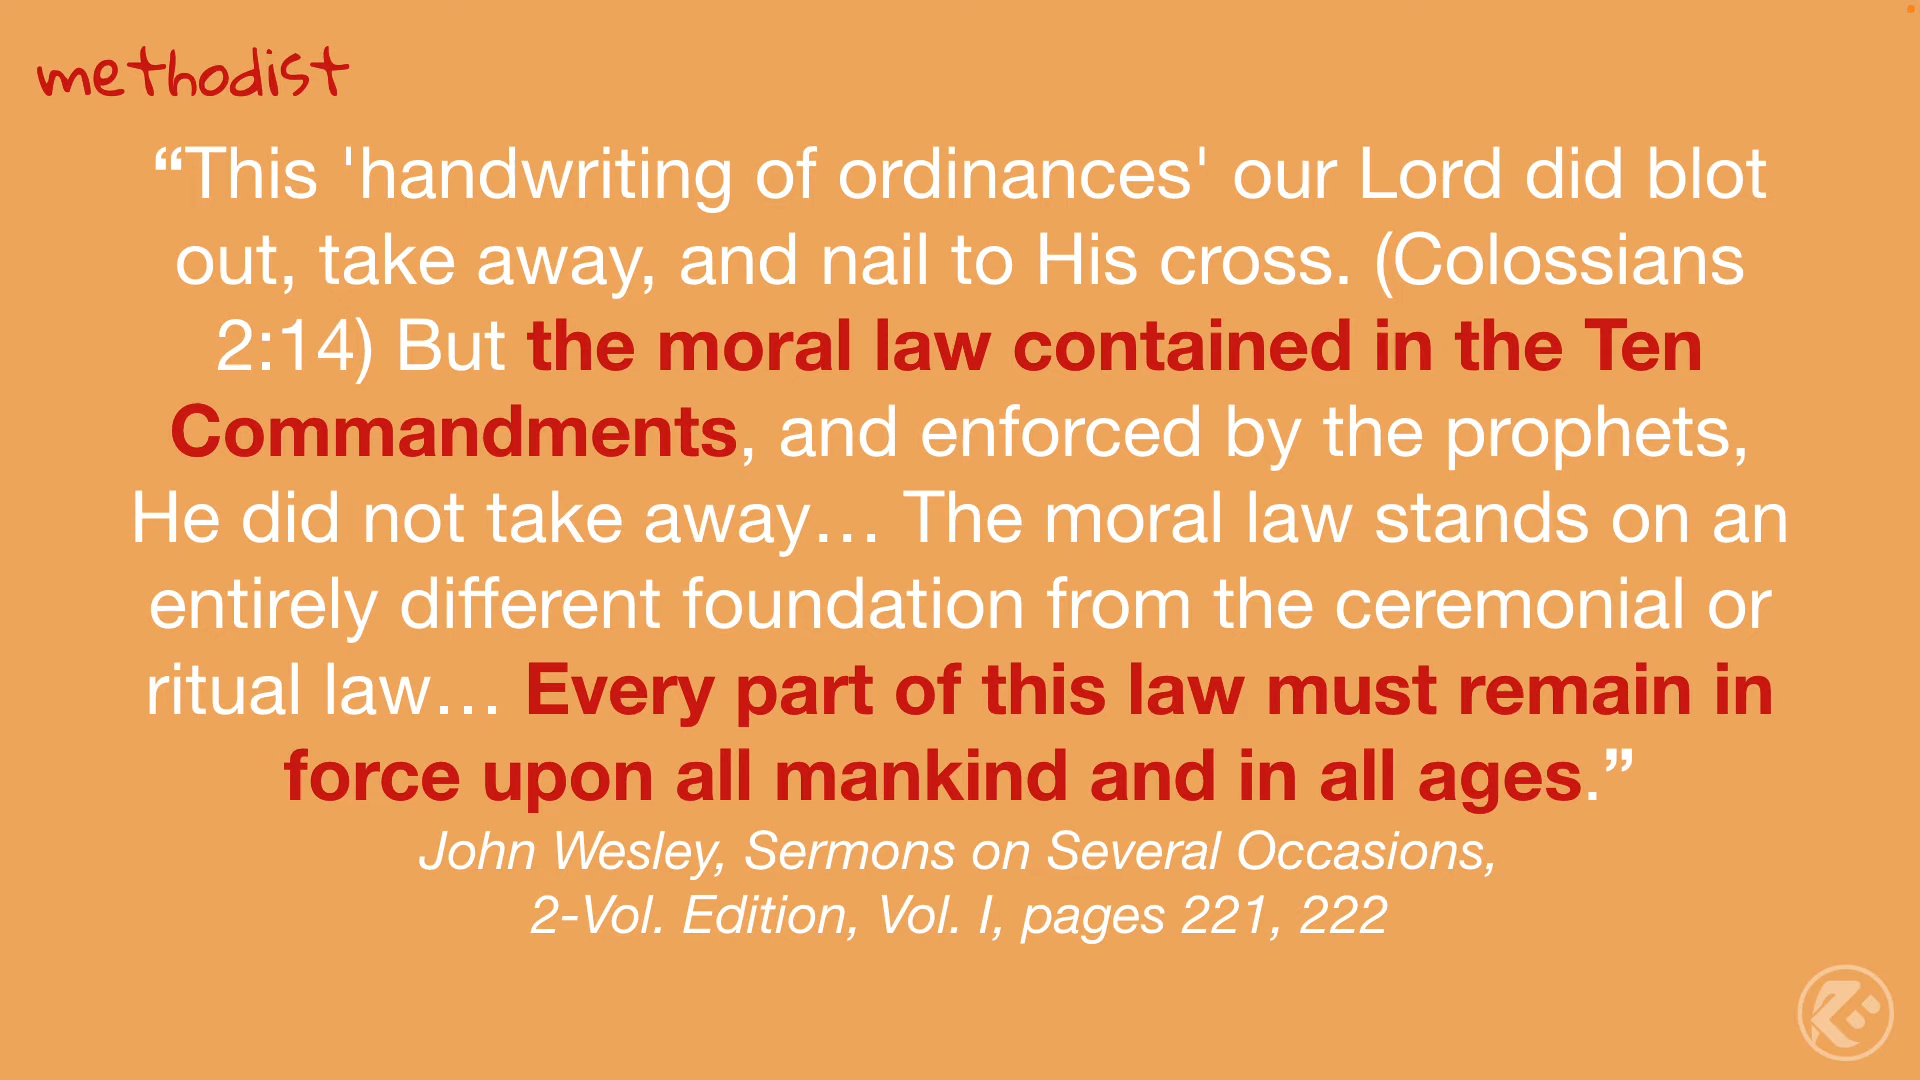 methodist
“This 'handwriting of ordinances' our Lord did blot
out, take away, and nail to His cross. (Colossians
2:14) But the moral law contained in the Ten
Commandments, and enforced by the prophets,
He did not take away… The moral law stands on an
entirely different foundation from the ceremonial or
ritual law… Every part of this law must remain in
force upon all mankind and in all ages.”
John Wesley, Sermons on Several Occasions,
2-Vol. Edition, Vol. I, pages 221, 222